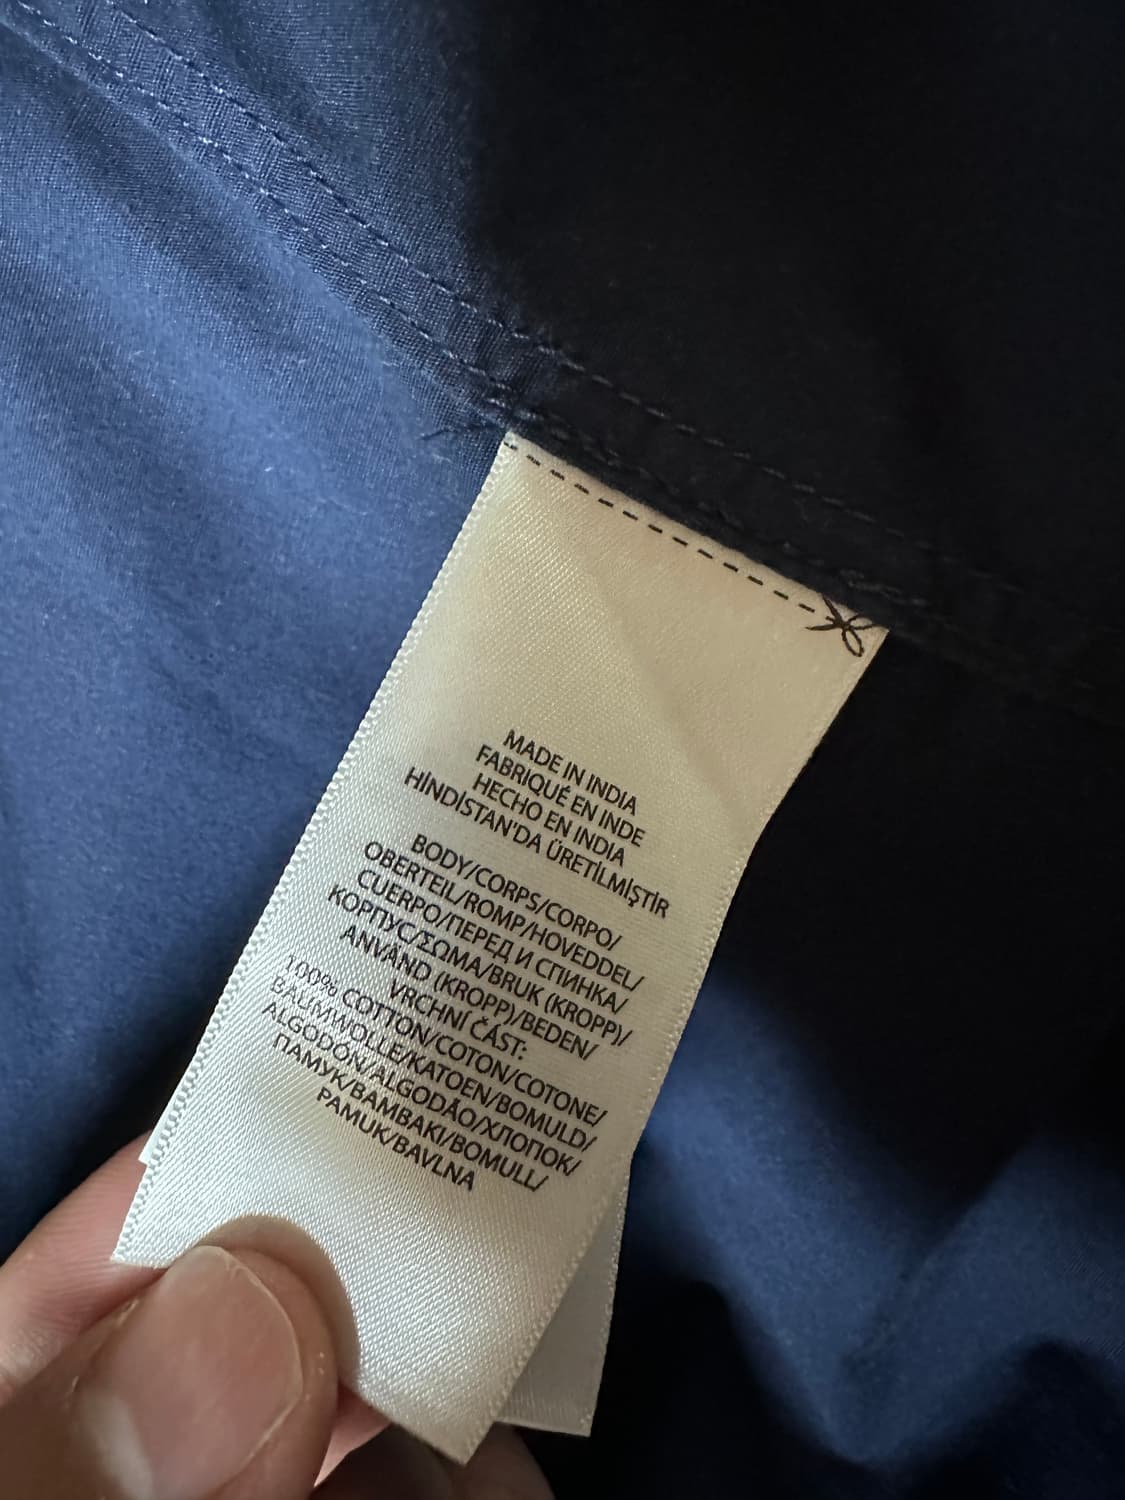 MADE IN INDIA
FABRIQUÉ EN INDE
HECHO EN INDIA
HİNDİSTAN'DA ÜRETİLMİŞTİR
BODY/CORPS/CORPO/
OBERTEIL/ROMP/HOVEDDEL/
CUERPO/ПЕРЕД И СПИНКА/
КОРПУС/ΣΩΜΑ/BRUK (KROPP)/
ANVÄND (KROPP)/BEDEN/
VRCHNÍ ČÁST:
100% COTTON/COTON/COTONE/
BAUMWOLLE/KATOEN/BOMULD/
ALGODÓN/ALGODÃO/ХЛОПОК/
ПАМУК/ΒΑΜΒΑΚΙ/BOMULL/
PAMUK/BAVLNA